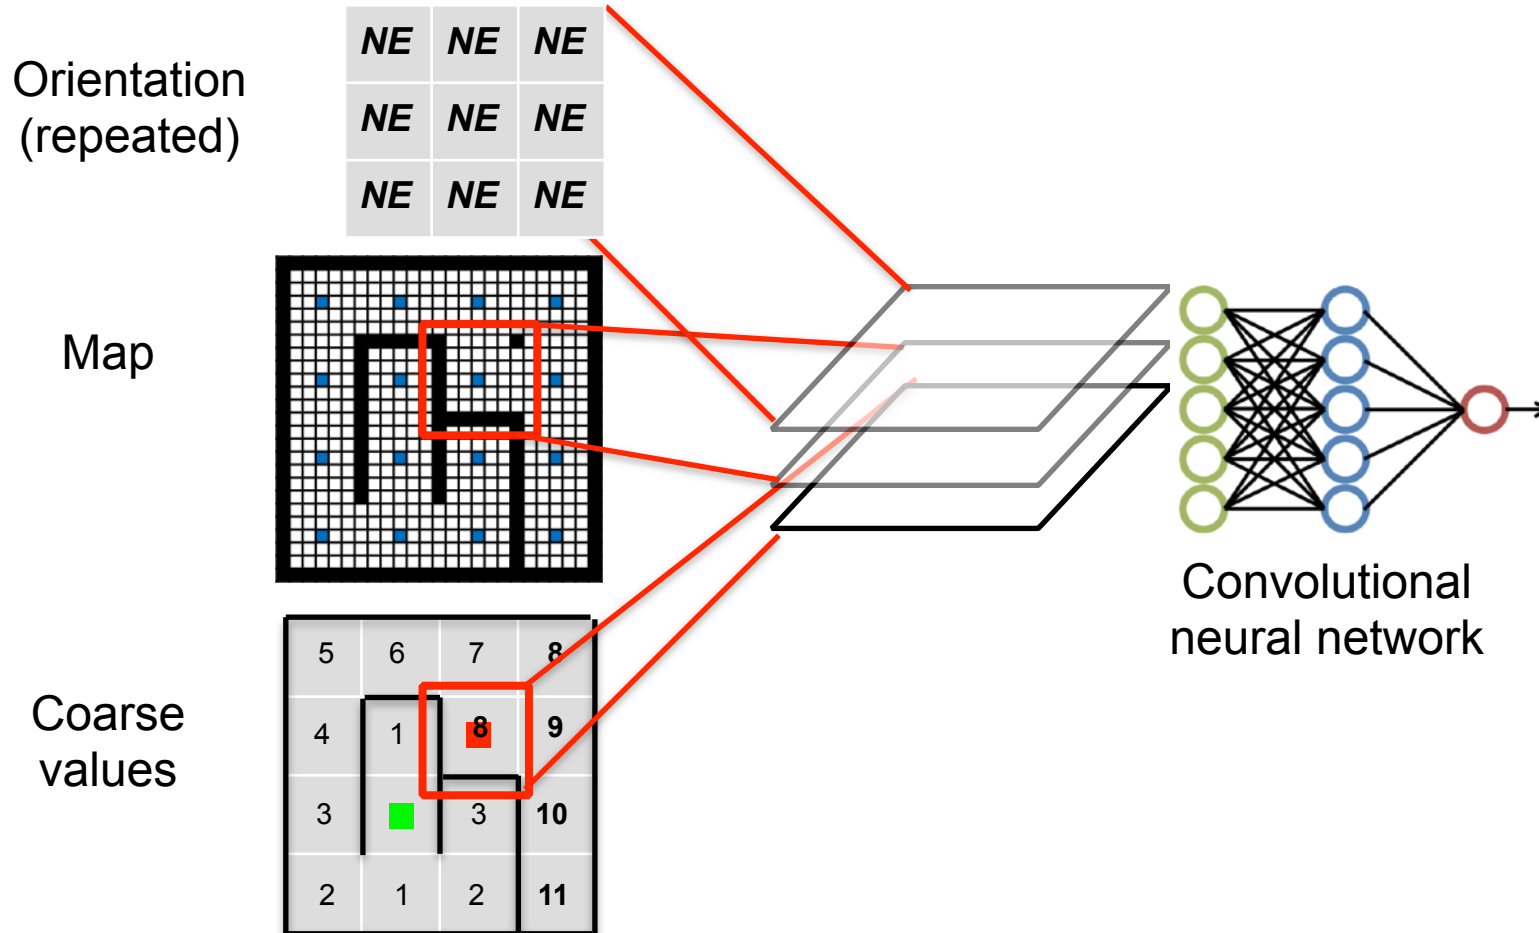 Orientation
(repeated)
NE NE NE
NE NE NE
NE NE NE
Map
Coarse
values
5 6 7 8
4 1 8 9
3 3 10
2 1 2 11
Convolutional
neural network